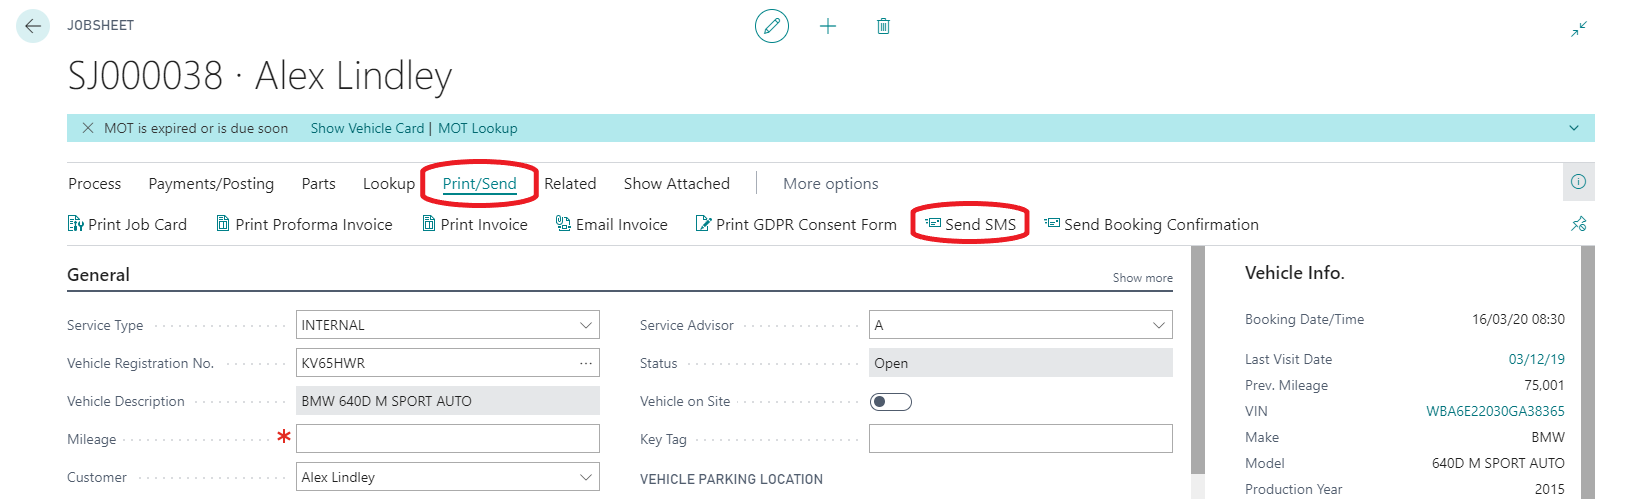 JOBSHEET
SJ000038 · Alex Lindley
MOT is expired or is due soon Show Vehicle Card | MOT Lookup
Process Payments/Posting Parts Lookup Print/Send Related Show Attached More options
Print Job Card Print Proforma Invoice Print Invoice Email Invoice Print GDPR Consent Form Send SMS Send Booking Confirmation
General Show more
Service Type INTERNAL
Vehicle Registration No. KV65HWR
Vehicle Description BMW 640D M SPORT AUTO
Mileage *
Customer Alex Lindley
Service Advisor A
Status Open
Vehicle on Site
Key Tag
VEHICLE PARKING LOCATION
Vehicle Info.
Booking Date/Time 16/03/20 08:30
Last Visit Date 03/12/19
Prev. Mileage 75,001
VIN WBA6E22030GA38365
Make BMW
Model 640D M SPORT AUTO
Production Year 2015